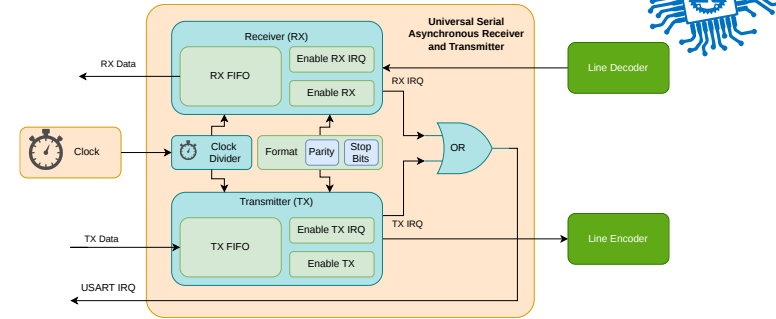 Universal Serial
Asynchronous Receiver
and Transmitter
Receiver (RX)
RX FIFO
Enable RX IRQ
Enable RX
RX Data
RX IRQ
Line Decoder
Clock
Clock
Divider
Format
Parity
Stop
Bits
OR
Transmitter (TX)
TX FIFO
Enable TX IRQ
Enable TX
TX Data
TX IRQ
Line Encoder
USART IRQ